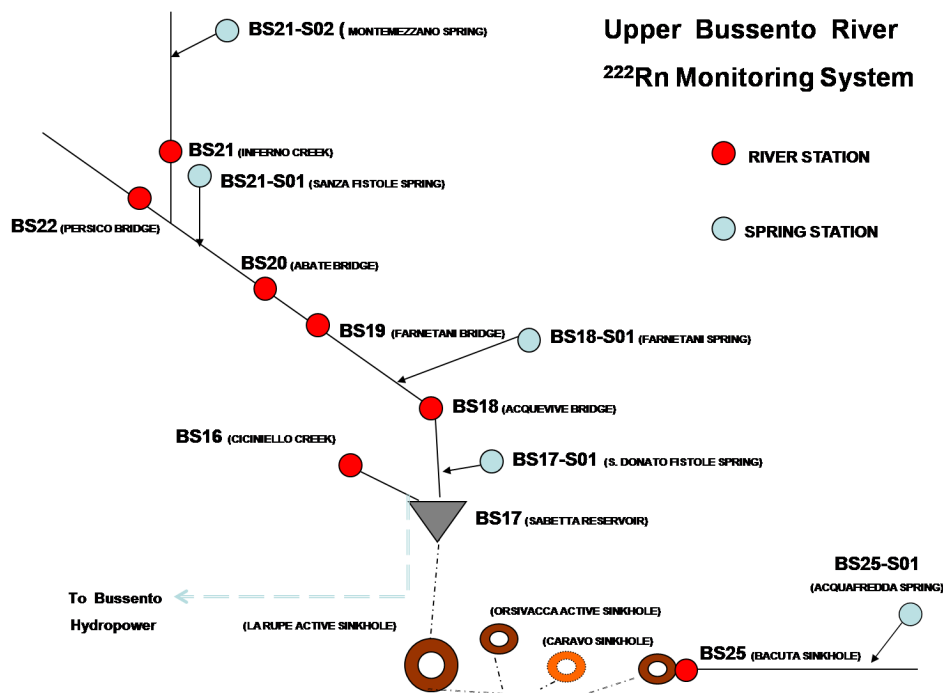 BS21-S02 ( MONTEMEZZANO SPRING)
Upper Bussento River
²²²Rn Monitoring System
BS21 (INFERNO CREEK)
RIVER STATION
BS21-S01 (SANZA FISTOLE SPRING)
BS22 (PERSICO BRIDGE)
SPRING STATION
BS20 (ABATE BRIDGE)
BS19 (FARNETANI BRIDGE)
BS18-S01 (FARNETANI SPRING)
BS18 (ACQUEVIVE BRIDGE)
BS16 (CICINIELLO CREEK)
BS17-S01 (S. DONATO FISTOLE SPRING)
BS17 (SABETTA RESERVOIR)
BS25-S01
(ACQUAFREDDA SPRING)
To Bussento
Hydropower
(LA RUPE ACTIVE SINKHOLE)
(ORSIVACCA ACTIVE SINKHOLE)
(CARAVO SINKHOLE)
BS25 (BACUTA SINKHOLE)